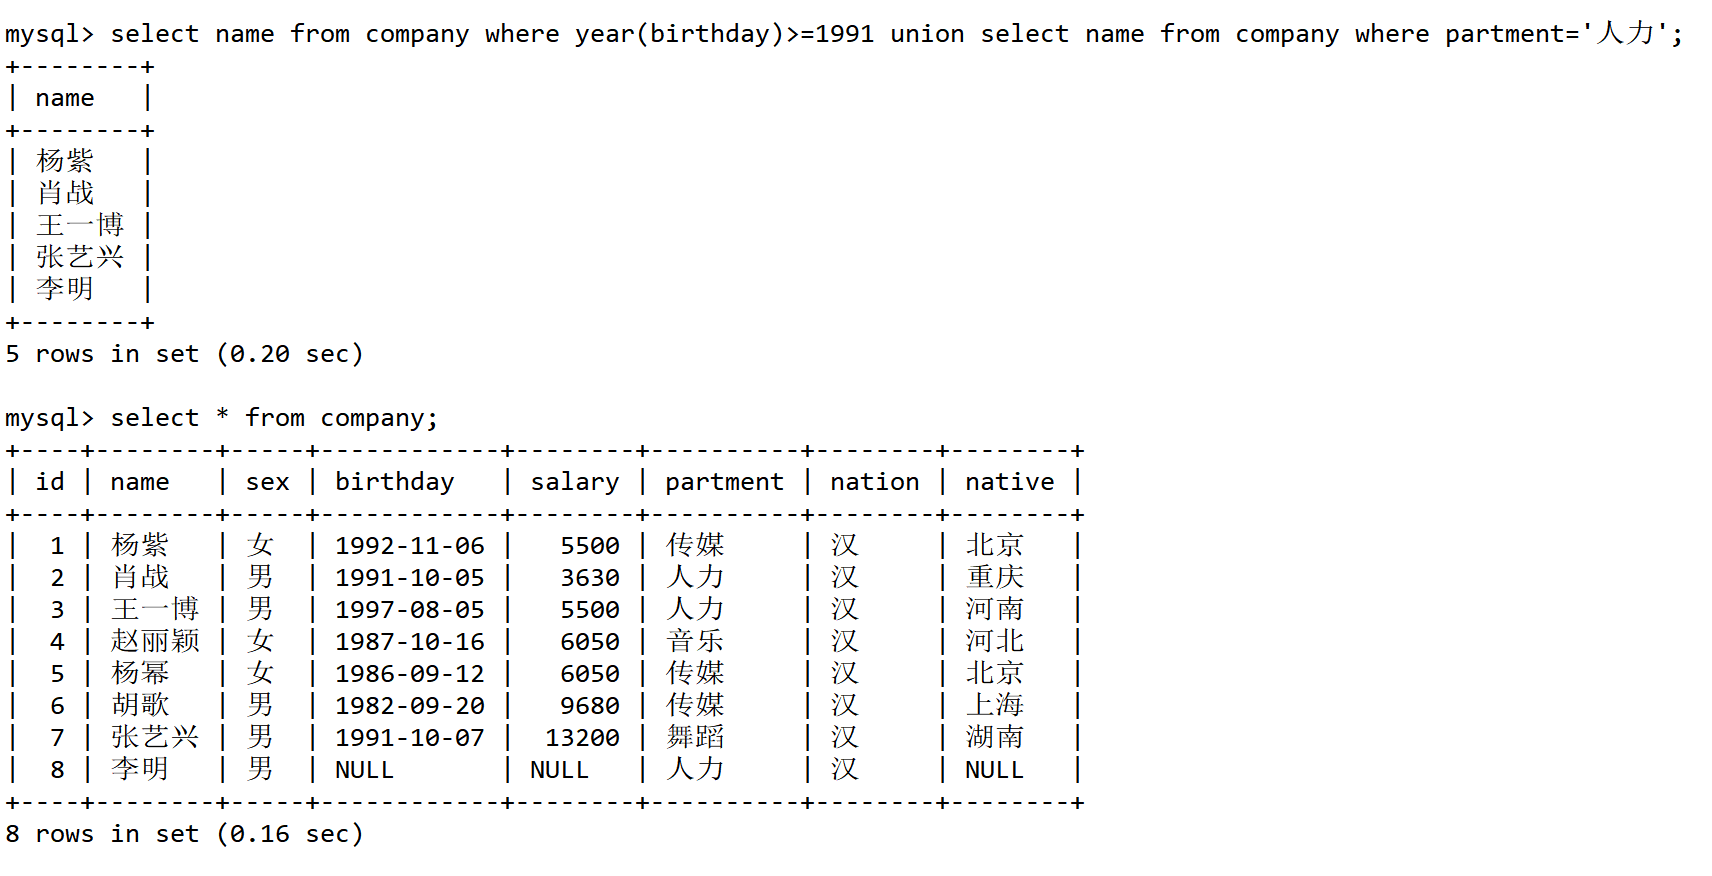 mysql> select name from company where year(birthday)>=1991 union select name from company where partment='人力';
+--------+
| name   |
+--------+
| 杨紫   |
| 肖战   |
| 王一博 |
| 张艺兴 |
| 李明   |
+--------+
5 rows in set (0.20 sec)

mysql> select * from company;
+----+--------+-----+------------+--------+----------+--------+--------+
| id | name   | sex | birthday   | salary | partment | nation | native |
+----+--------+-----+------------+--------+----------+--------+--------+
|  1 | 杨紫   | 女  | 1992-11-06 |   5500 | 传媒     | 汉     | 北京   |
|  2 | 肖战   | 男  | 1991-10-05 |   3630 | 人力     | 汉     | 重庆   |
|  3 | 王一博 | 男  | 1997-08-05 |   5500 | 人力     | 汉     | 河南   |
|  4 | 赵丽颖 | 女  | 1987-10-16 |   6050 | 音乐     | 汉     | 河北   |
|  5 | 杨幂   | 女  | 1986-09-12 |   6050 | 传媒     | 汉     | 北京   |
|  6 | 胡歌   | 男  | 1982-09-20 |   9680 | 传媒     | 汉     | 上海   |
|  7 | 张艺兴 | 男  | 1991-10-07 |  13200 | 舞蹈     | 汉     | 湖南   |
|  8 | 李明   | 男  | NULL       | NULL   | 人力     | 汉     | NULL   |
+----+--------+-----+------------+--------+----------+--------+--------+
8 rows in set (0.16 sec)